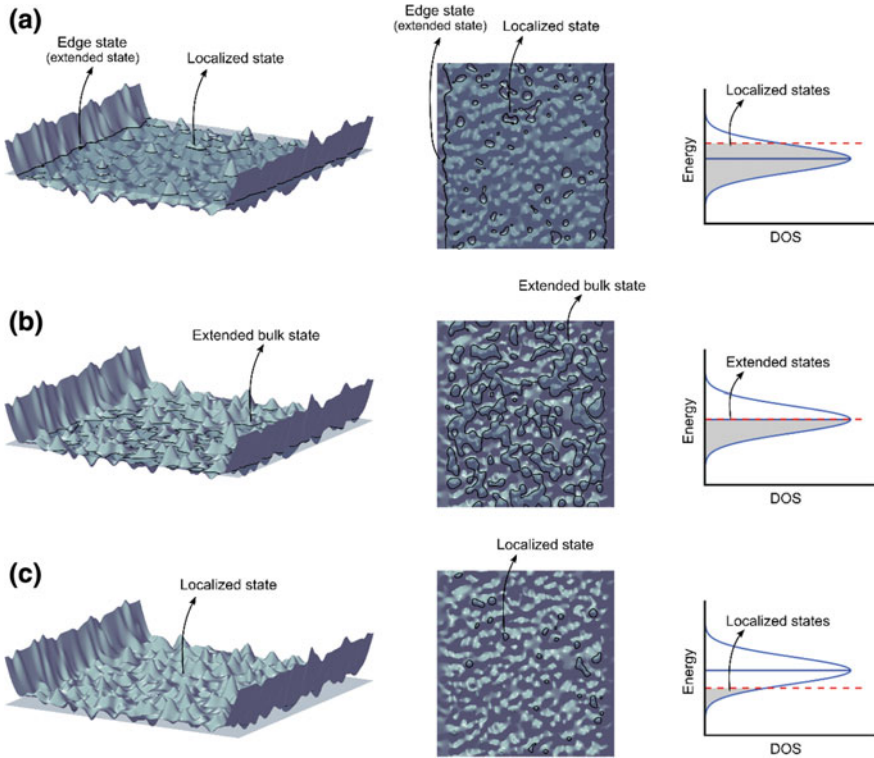 (a)
Edge state
(extended state)
Localized state
Edge state
(extended state)
Localized state
Localized states
Energy
DOS
(b)
Extended bulk state
Extended bulk state
Extended states
Energy
DOS
(c)
Localized state
Localized state
Localized states
Energy
DOS